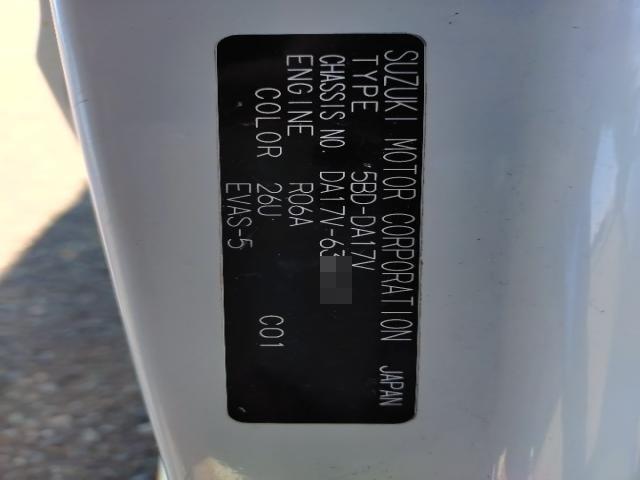 SUZUKI MOTOR CORPORATION JAPAN
TYPE 5BD-DA17V
CHASSIS NO. DA17V-63
ENGINE R06A
COLOR 26U C01
EVAS-5